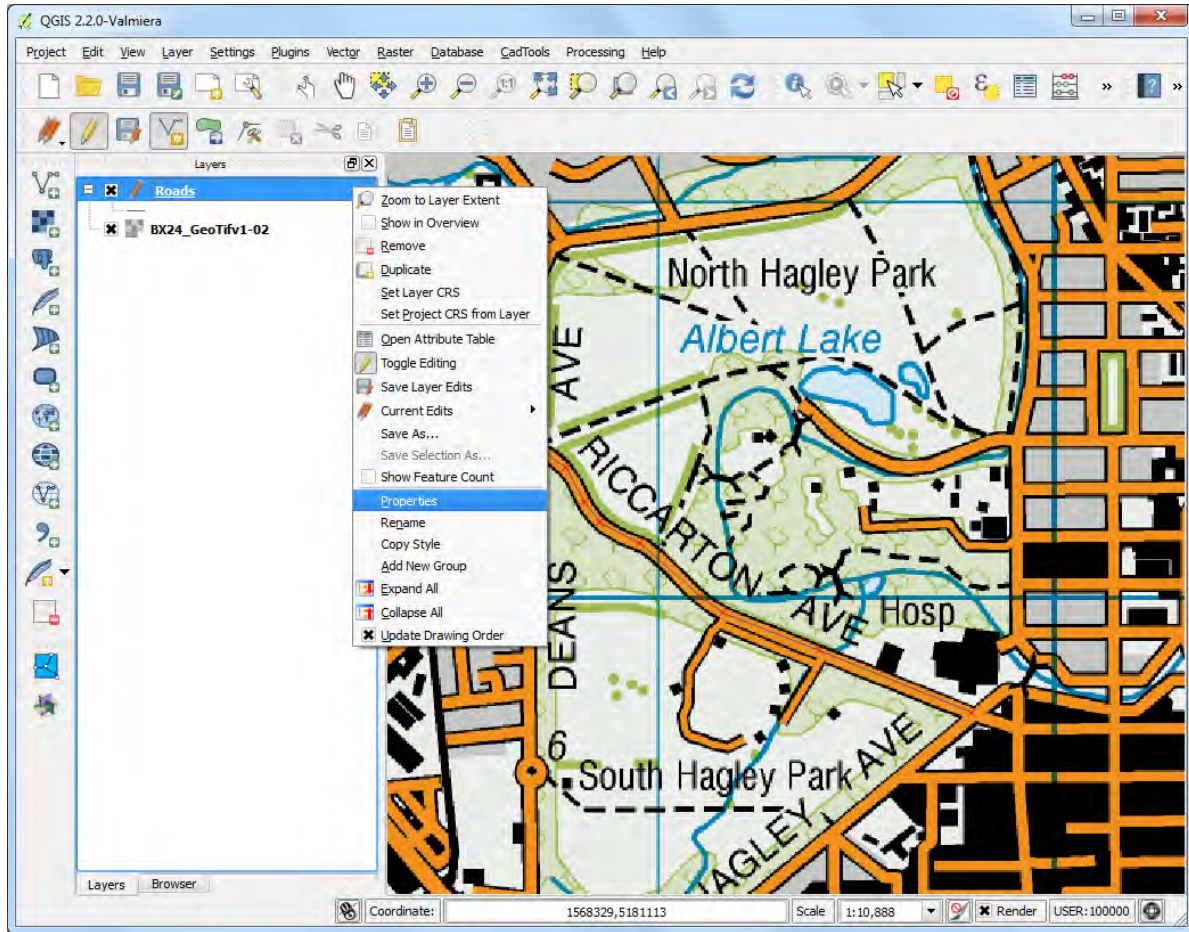 QGIS 2.2.0-Valmiera
Project Edit View Layer Settings Plugins Vector Raster Database CadTools Processing Help
Layers
Roads
BX24_GeoTifv1-02
Zoom to Layer Extent
Show in Overview
Remove
Duplicate
Set Layer CRS
Set Project CRS from Layer
Open Attribute Table
Toggle Editing
Save Layer Edits
Current Edits
Save As...
Save Selection As...
Show Feature Count
Properties
Rename
Copy Style
Add New Group
Expand All
Collapse All
Update Drawing Order
North Hagley Park
Albert Lake
AVE
RICCARTON AVE
Hosp
DEANS
6
South Hagley Park
HAGLEY AVE
Layers Browser
Coordinate: 1568329,5181113 Scale 1:10,888 Render USER:100000